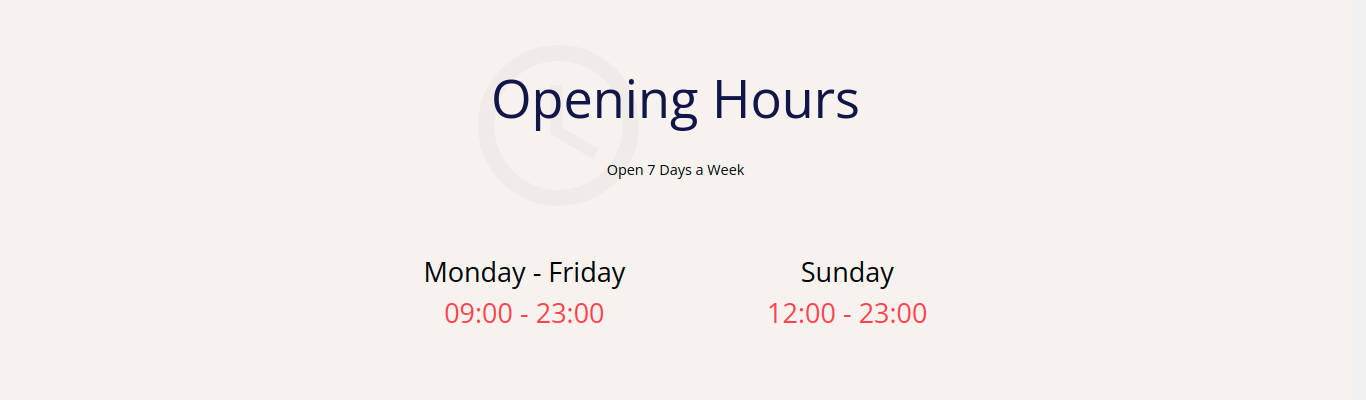 Opening Hours
Open 7 Days a Week
Monday - Friday
09:00 - 23:00
Sunday
12:00 - 23:00